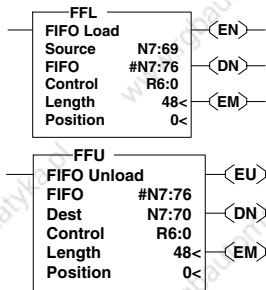 FFL
FIFO Load
Source N7:69
FIFO #N7:76
Control R6:0
Length 48<
Position 0<
(EN)
(DN)
(EM)
FFU
FIFO Unload
FIFO #N7:76
Dest N7:70
Control R6:0
Length 48<
Position 0<
(EU)
(DN)
(EM)